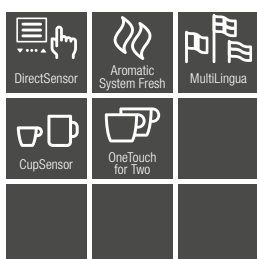 DirectSensor
Aromatic
System Fresh
MultiLingua
CupSensor
OneTouch
for Two